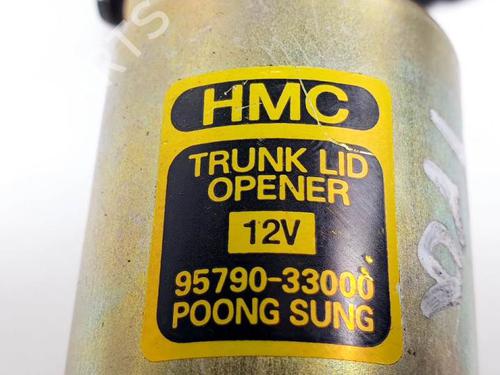 HMC
TRUNK LID
OPENER
12V
95790-33000
POONG SUNG